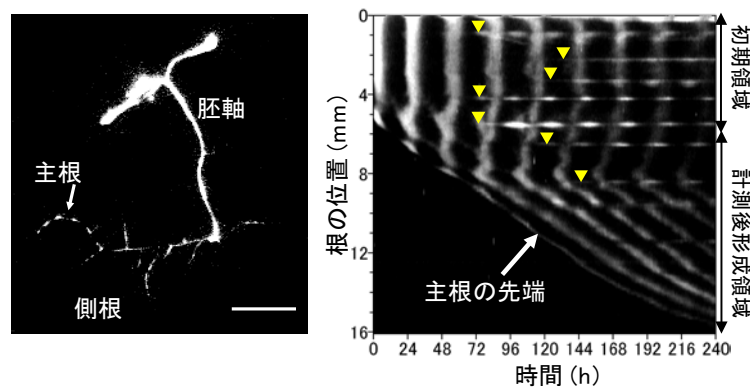 胚軸
主根
側根
0
4
8
12
16
根の位置 (mm)
主根の先端
0 24 48 72 96 120 144 168 192 216 240
時間 (h)
初期領域
計測後形成領域